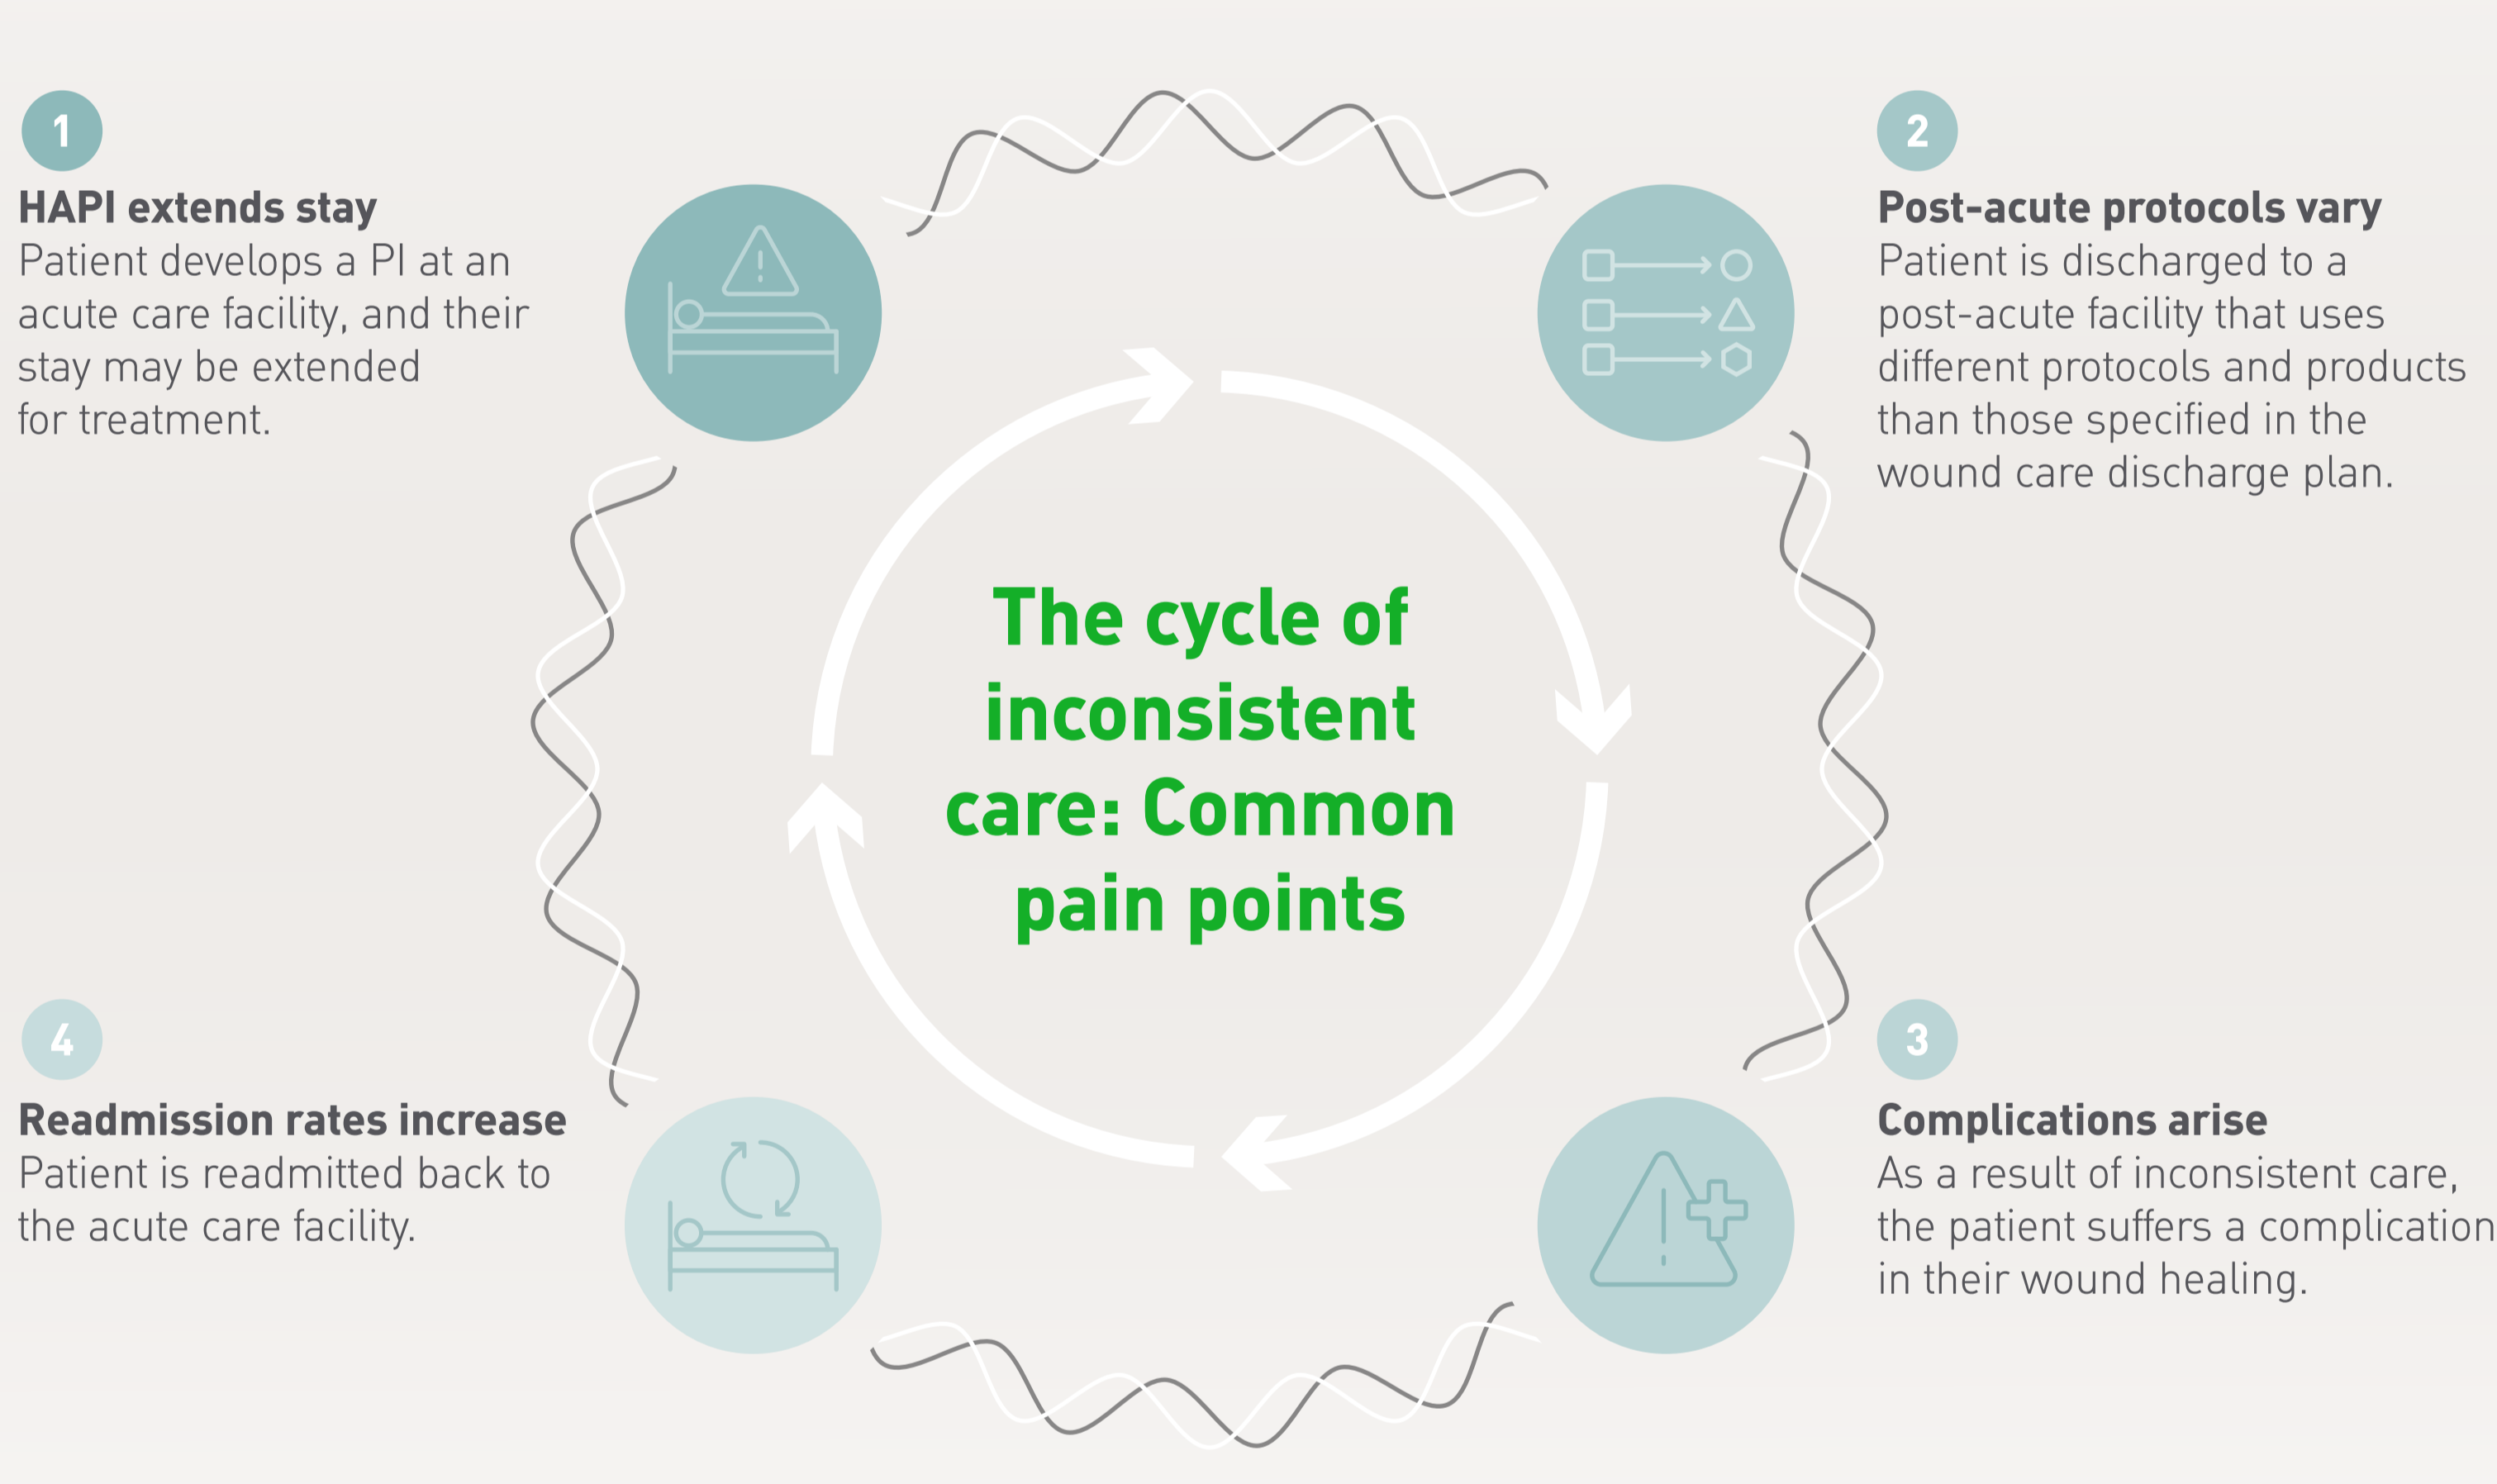 1
HAPI extends stay
Patient develops a PI at an
acute care facility, and their
stay may be extended
for treatment.
2
Post-acute protocols vary
Patient is discharged to a
post-acute facility that uses
different protocols and products
than those specified in the
wound care discharge plan.
The cycle of
inconsistent
care: Common
pain points
3
Complications arise
As a result of inconsistent care,
the patient suffers a complication
in their wound healing.
4
Readmission rates increase
Patient is readmitted back to
the acute care facility.